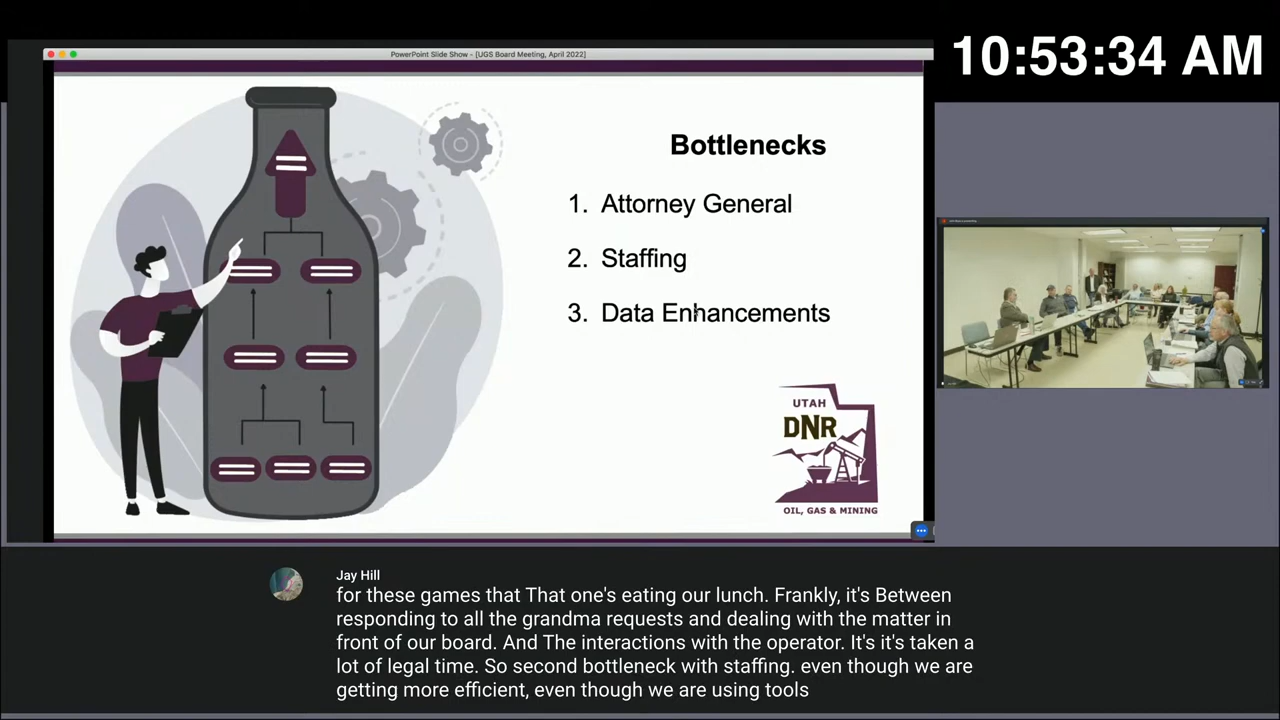 10:53:34 AM
PowerPoint Slide Show - [UGS Board Meeting, April 2022]
Bottlenecks
1. Attorney General
2. Staffing
3. Data Enhancements
UTAH
DNR
OIL, GAS & MINING
Jay Hill
for these games that That one's eating our lunch. Frankly, it's Between
responding to all the grandma requests and dealing with the matter in
front of our board. And The interactions with the operator. It's it's taken a
lot of legal time. So second bottleneck with staffing. even though we are
getting more efficient, even though we are using tools